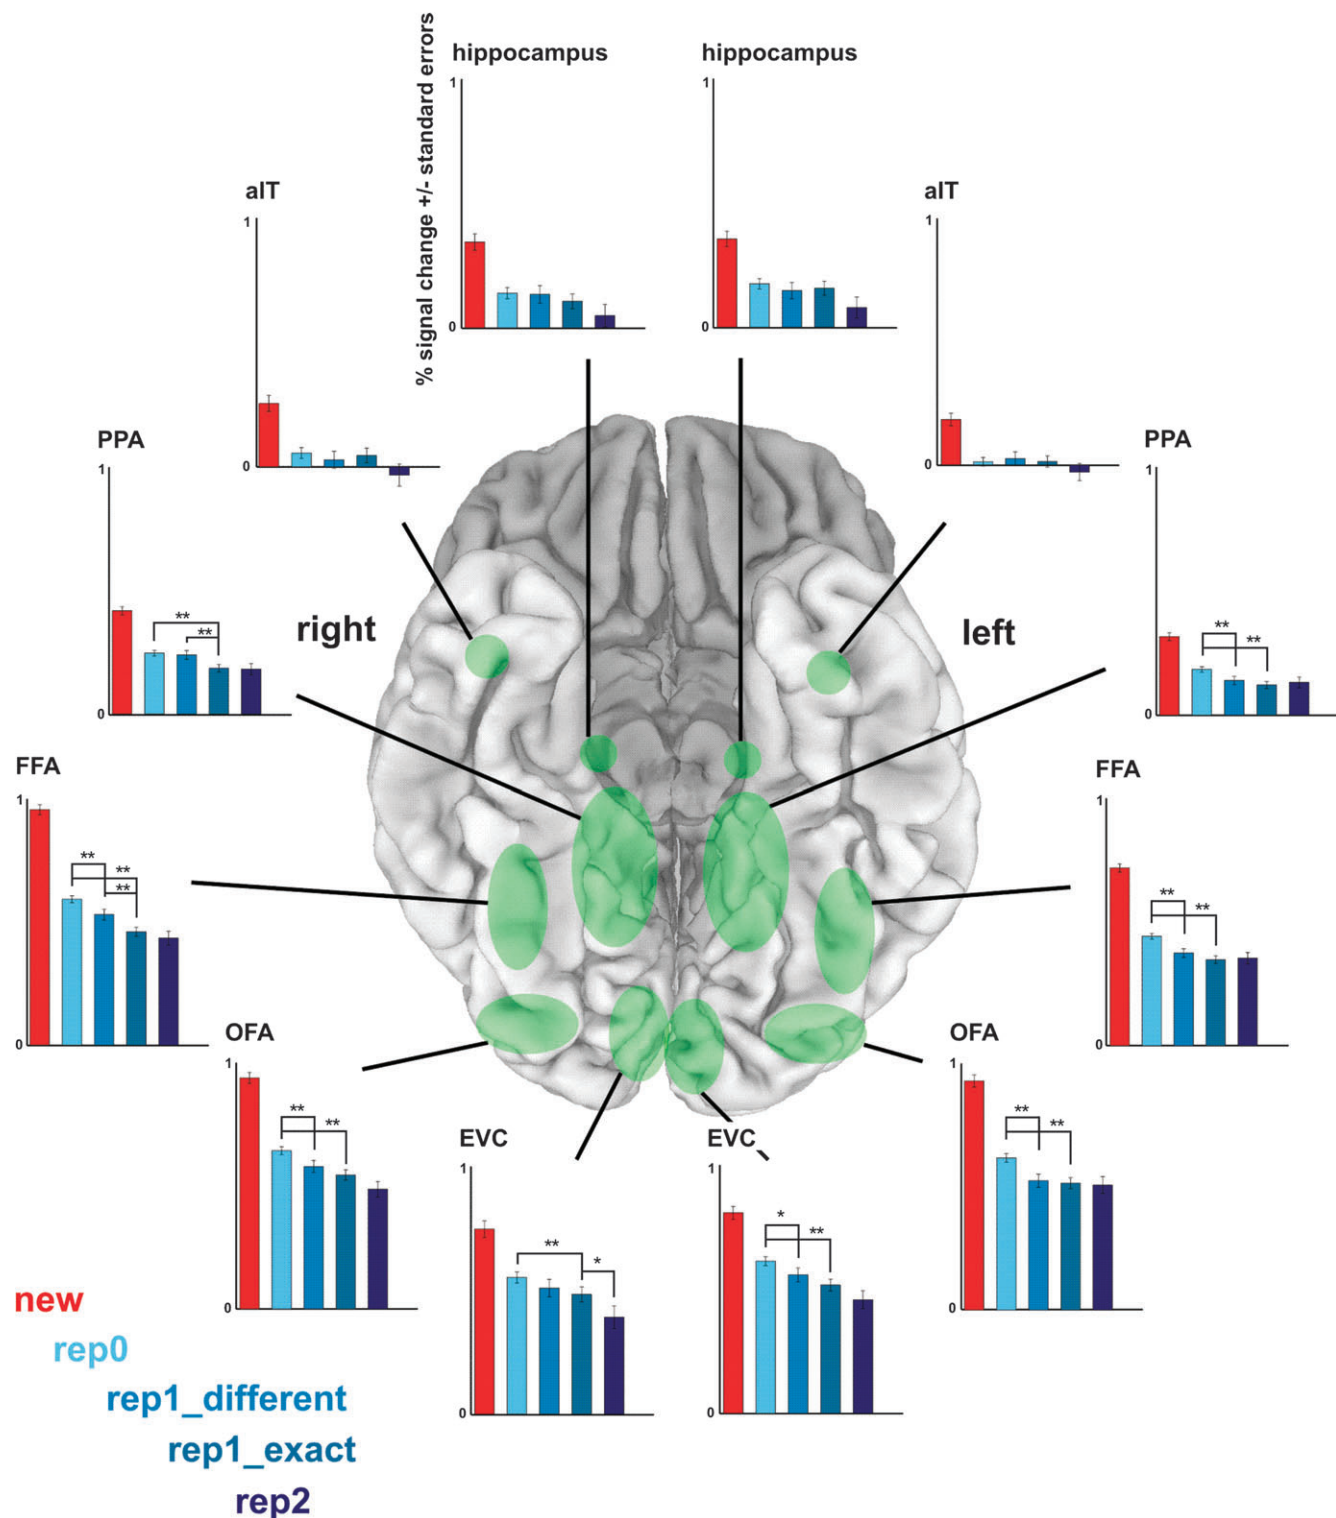 hippocampus
hippocampus
% signal change +/- standard errors
1
0
1
0
aIT
1
0
aIT
1
0
PPA
1
0
**
**
PPA
1
0
**
**
right
left
FFA
1
0
**
**
**
FFA
1
0
**
**
OFA
1
0
**
**
OFA
1
0
**
**
EVC
1
0
**
*
EVC
1
0
*
**
new
rep0
rep1_different
rep1_exact
rep2